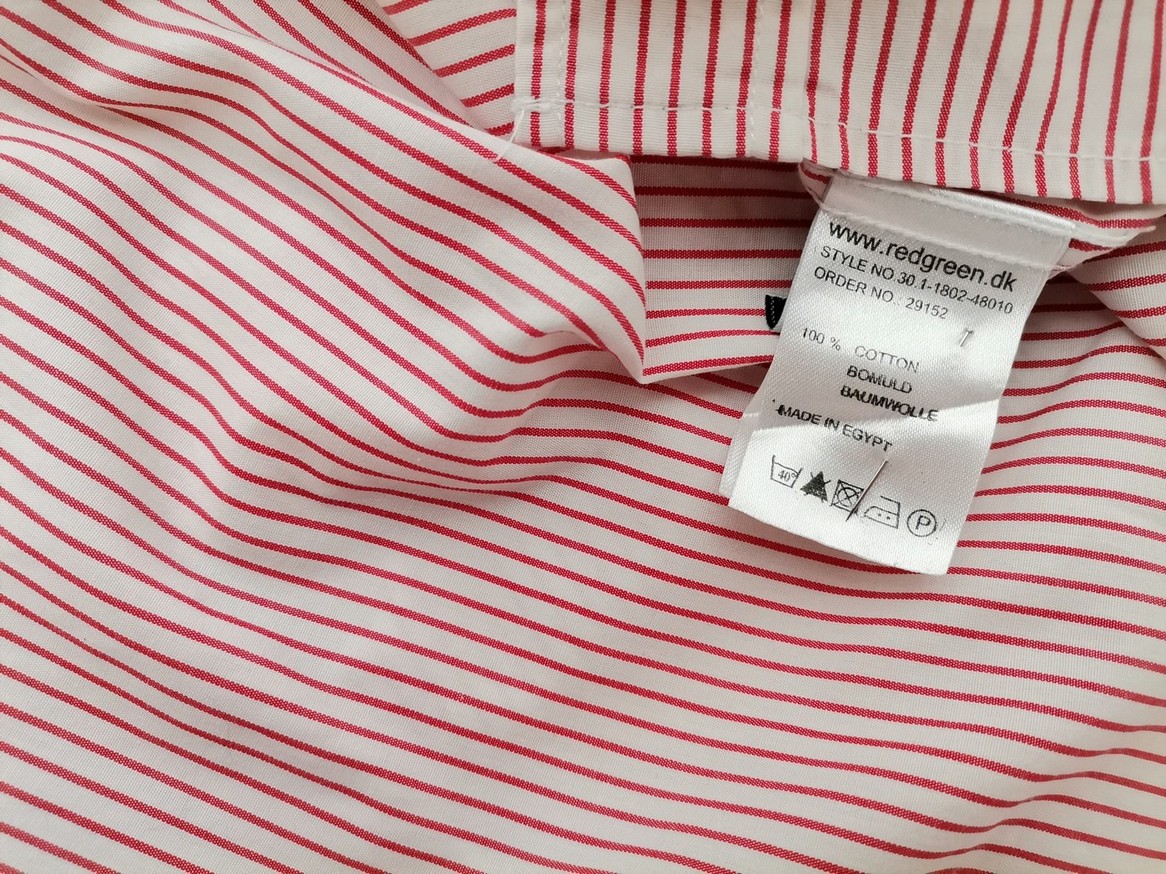 www.redgreen.dk
STYLE NO.30.1-1802-48010
ORDER NO.: 29152
100 % COTTON
BOMULD
BAUMWOLLE
MADE IN EGYPT
40°
P